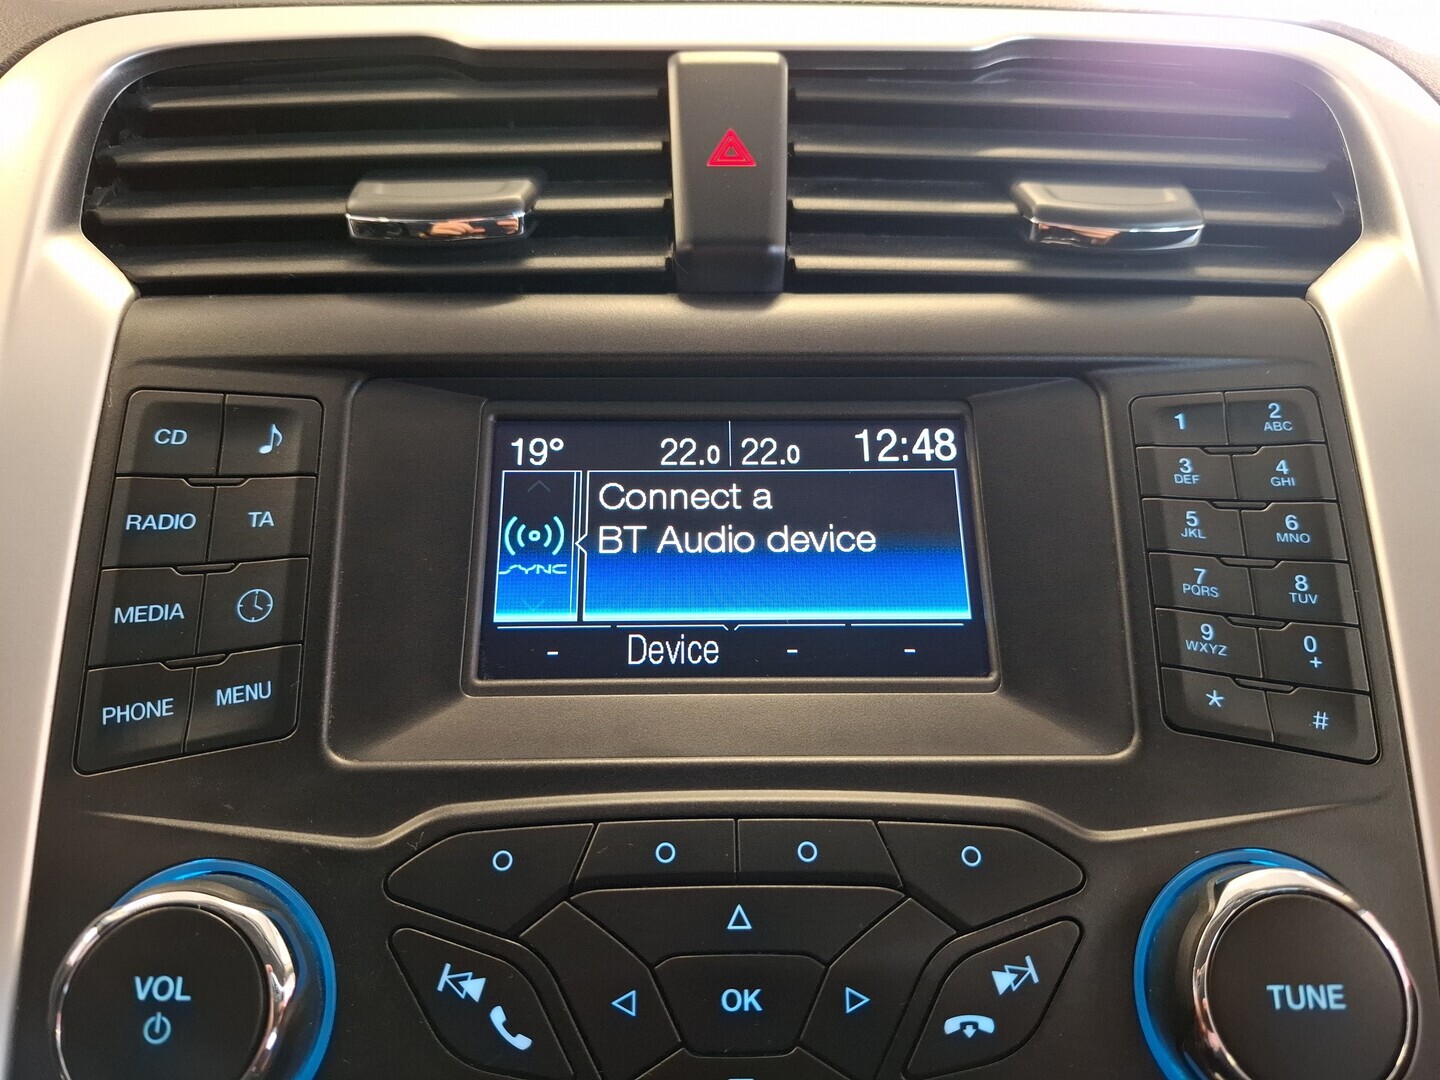 19° 22.0 22.0 12:48
Connect a
BT Audio device
SYNC
- Device - -
CD
RADIO TA
MEDIA
PHONE MENU
1 2 ABC
3 DEF 4 GHI
5 JKL 6 MNO
7 PQRS 8 TUV
9 WXYZ 0 +
* #
VOL
OK
TUNE